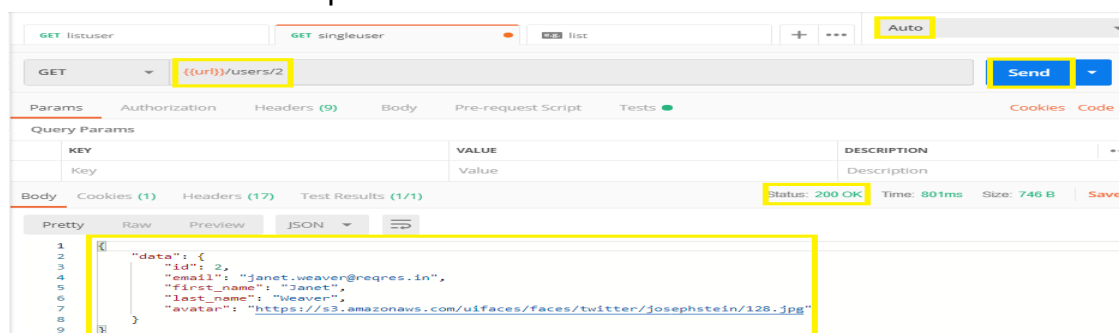 Auto
GET listuser GET singleuser list + •••
GET {{url}}/users/2 Send
Params Authorization Headers (9) Body Pre-request Script Tests Cookies Code
Query Params
KEY VALUE DESCRIPTION
Key Value Description
Body Cookies (1) Headers (17) Test Results (1/1) Status: 200 OK Time: 801ms Size: 746 B Save
Pretty Raw Preview JSON
1 {
2 "data": {
3 "id": 2,
4 "email": "janet.weaver@reqres.in",
5 "first_name": "Janet",
6 "last_name": "Weaver",
7 "avatar": "https://s3.amazonaws.com/uifaces/faces/twitter/josephstein/128.jpg"
8 }
9 }